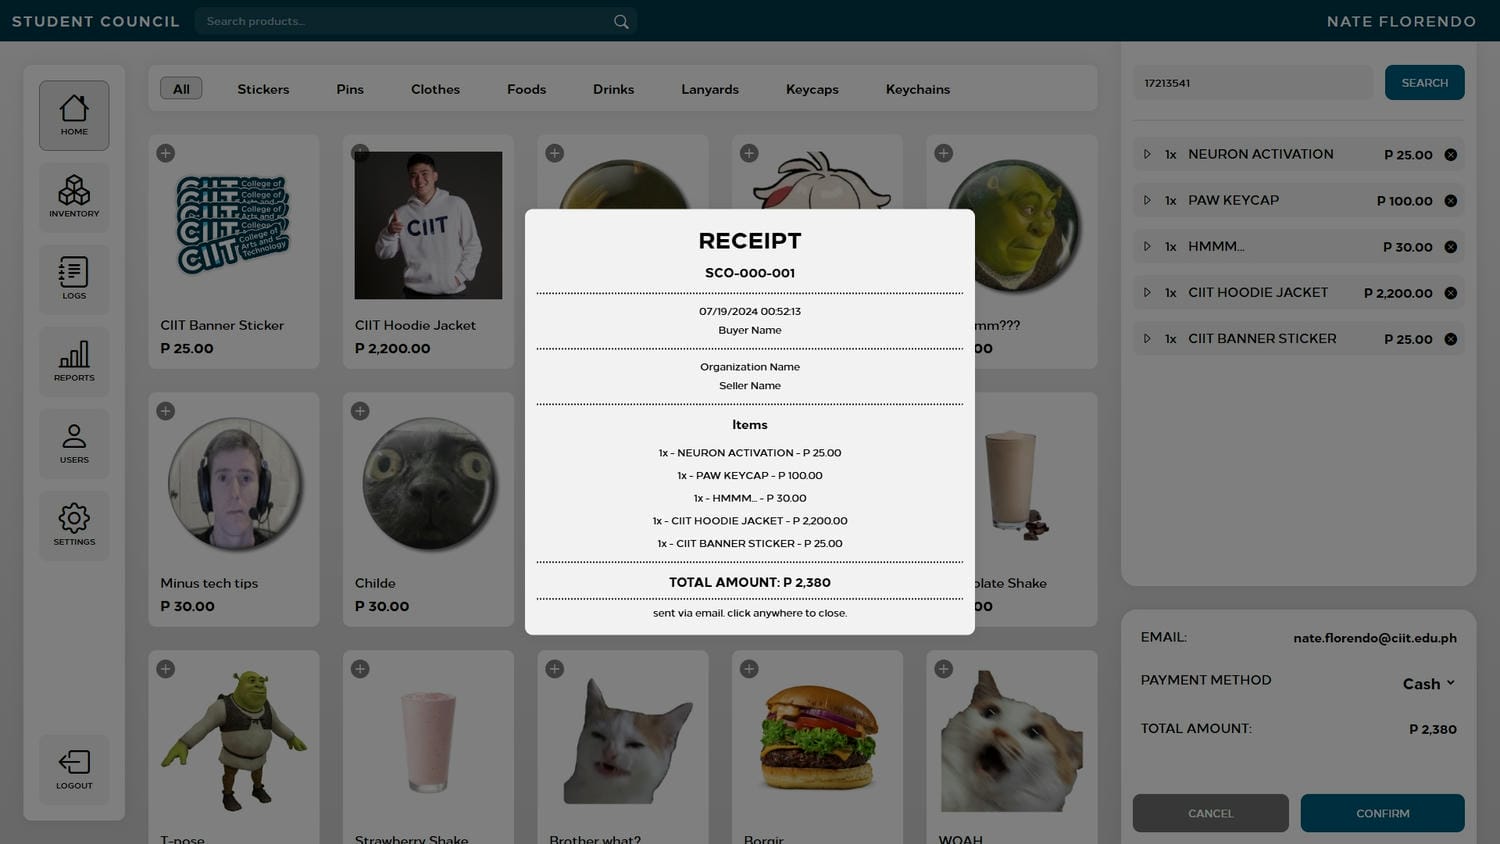 STUDENT COUNCIL
Search products...
NATE FLORENDO
HOME
INVENTORY
LOGS
REPORTS
USERS
SETTINGS
LOGOUT
All Stickers Pins Clothes Foods Drinks Lanyards Keycaps Keychains
CIIT College of Arts and Technology
CIIT Banner Sticker
P 25.00
CIIT
CIIT Hoodie Jacket
P 2,200.00
Minus tech tips
P 30.00
Childe
P 30.00
T-pose
Strawberry Shake
Brother what?
Borgir
WOAH
RECEIPT
SCO-000-001
07/19/2024 00:52:13
Buyer Name
Organization Name
Seller Name
Items
1x - NEURON ACTIVATION - P 25.00
1x - PAW KEYCAP - P 100.00
1x - HMMM... - P 30.00
1x - CIIT HOODIE JACKET - P 2,200.00
1x - CIIT BANNER STICKER - P 25.00
TOTAL AMOUNT: P 2,380
sent via email. click anywhere to close.
17213541
SEARCH
1x NEURON ACTIVATION P 25.00
1x PAW KEYCAP P 100.00
1x HMMM... P 30.00
1x CIIT HOODIE JACKET P 2,200.00
1x CIIT BANNER STICKER P 25.00
EMAIL: nate.florendo@ciit.edu.ph
PAYMENT METHOD Cash
TOTAL AMOUNT: P 2,380
CANCEL
CONFIRM